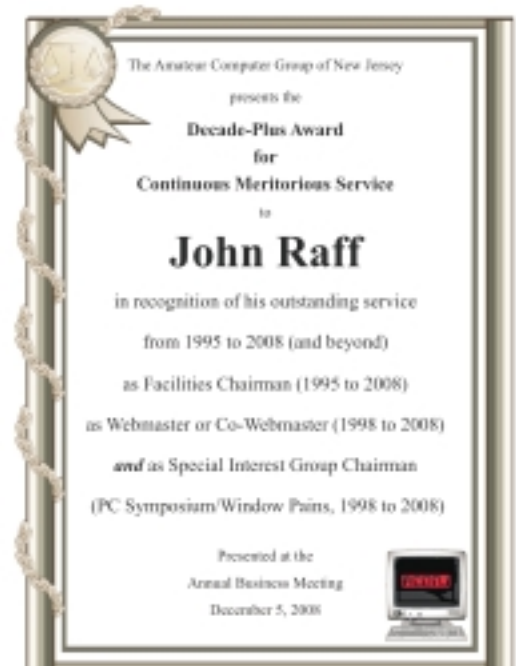 The Amateur Computer Group of New Jersey
presents the
Decade-Plus Award
for
Continuous Meritorious Service
to
John Raff
in recognition of his outstanding service
from 1995 to 2008 (and beyond)
as Facilities Chairman (1995 to 2008)
as Webmaster or Co-Webmaster (1998 to 2008)
and as Special Interest Group Chairman
(PC Symposium/Window Pains, 1998 to 2008)
Presented at the
Annual Business Meeting
December 5, 2008